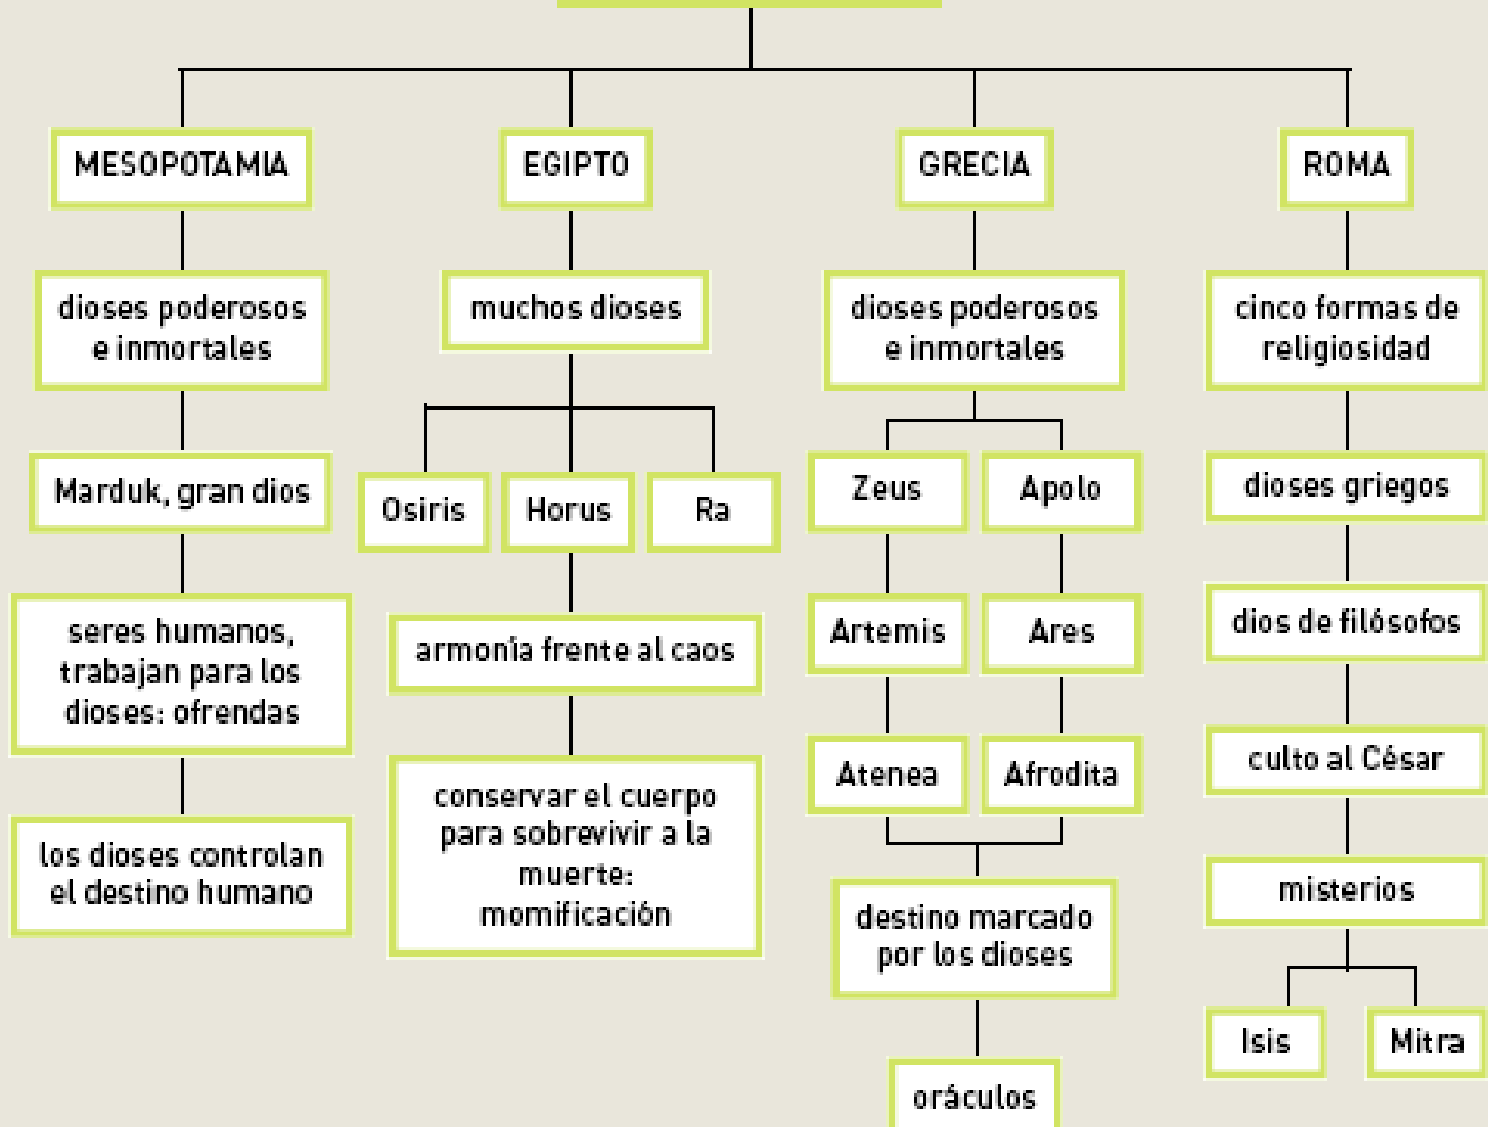 MESOPOTAMIA
dioses poderosos
e inmortales
Marduk, gran dios
seres humanos,
trabajan para los
dioses: ofrendas
los dioses controlan
el destino humano
EGIPTO
muchos dioses
Osiris
Horus
Ra
armonía frente al caos
conservar el cuerpo
para sobrevivir a la
muerte:
momificación
GRECIA
dioses poderosos
e inmortales
Zeus
Apolo
Artemis
Ares
Atenea
Afrodita
destino marcado
por los dioses
oráculos
ROMA
cinco formas de
religiosidad
dioses griegos
dios de filósofos
culto al César
misterios
Isis
Mitra